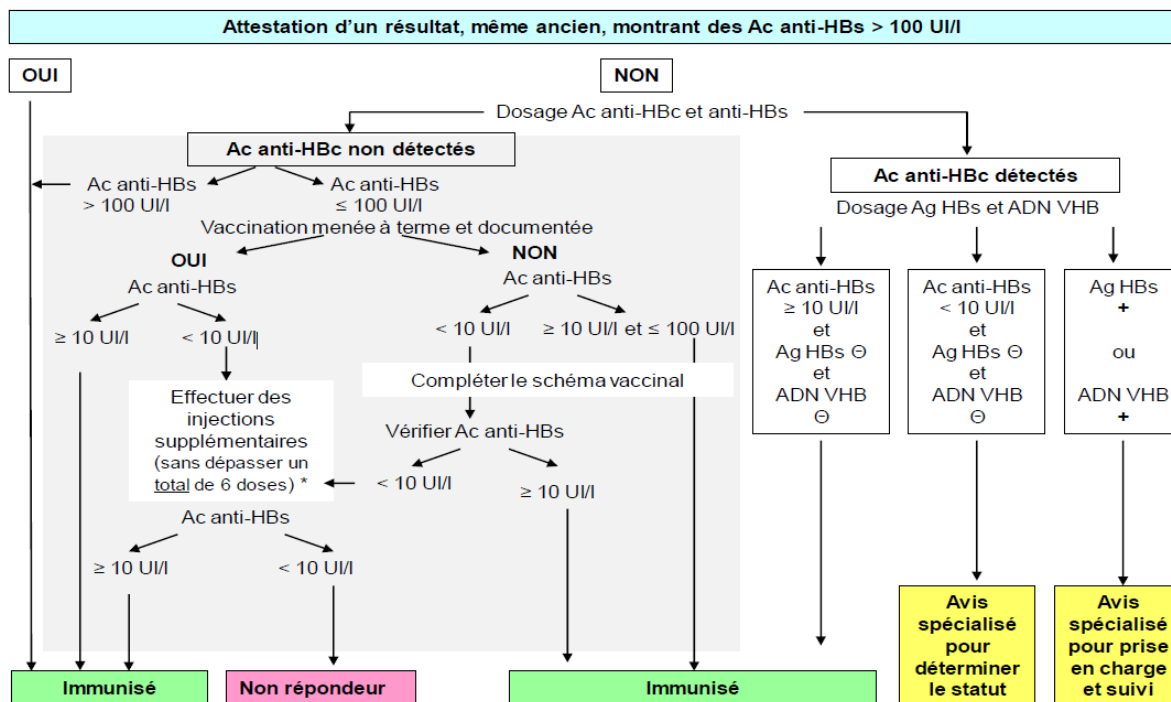 Attestation d'un résultat, même ancien, montrant des Ac anti-HBs > 100 UI/l
OUI
NON
Dosage Ac anti-HBc et anti-HBs
Ac anti-HBc non détectés
Ac anti-HBs
> 100 UI/l
Ac anti-HBs
≤ 100 UI/l
Vaccination menée à terme et documentée
OUI
Ac anti-HBs
≥ 10 UI/l
< 10 UI/l
Effectuer des
injections
supplémentaires
(sans dépasser un
total de 6 doses) *
Ac anti-HBs
≥ 10 UI/l
< 10 UI/l
NON
Ac anti-HBs
< 10 UI/l
≥ 10 UI/l et ≤ 100 UI/l
Compléter le schéma vaccinal
Vérifier Ac anti-HBs
< 10 UI/l
≥ 10 UI/l
Ac anti-HBc détectés
Dosage Ag HBs et ADN VHB
Ac anti-HBs
≥ 10 UI/l
et
Ag HBs Θ
et
ADN VHB
Θ
Ac anti-HBs
< 10 UI/l
et
Ag HBs Θ
et
ADN VHB
Θ
Ag HBs
+
ou
ADN VHB
+
Immunisé
Non répondeur
Immunisé
Avis
spécialisé
pour
déterminer
le statut
Avis
spécialisé
pour prise
en charge
et suivi